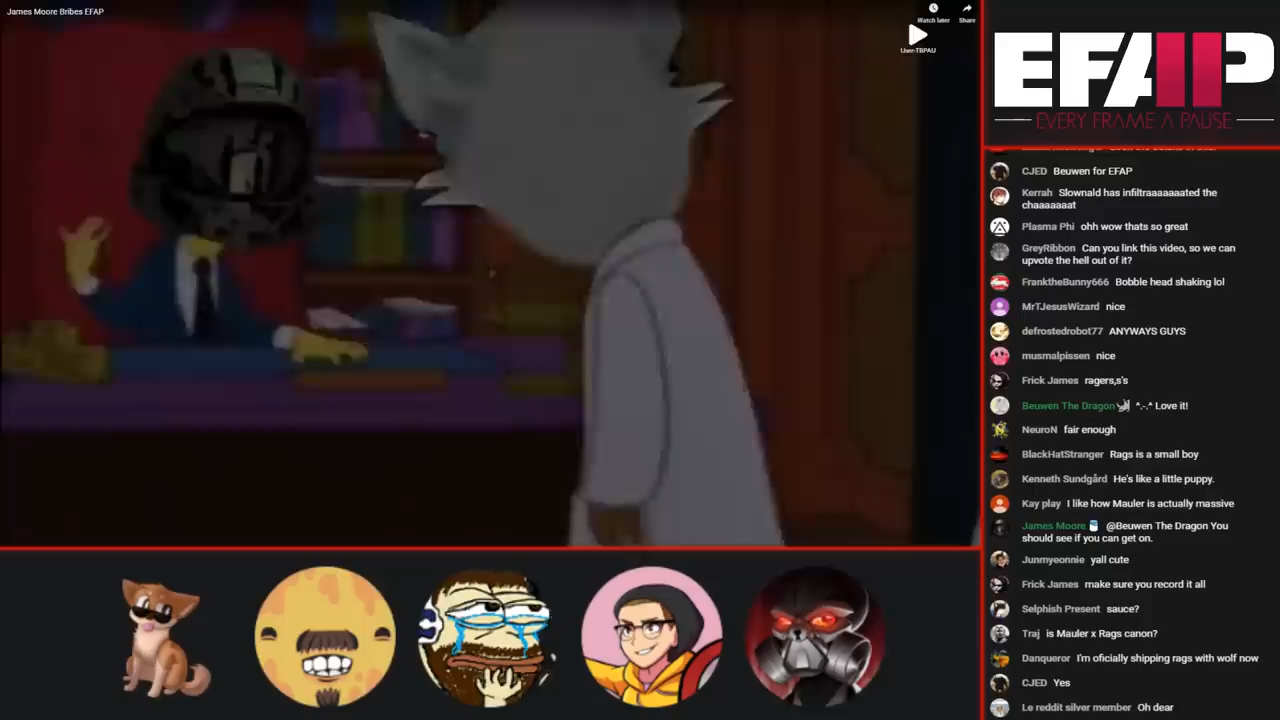 James Moore Bribes EFAP
Watch later
Share
User-TBPAU
EFAP
EVERY FRAME A PAUSE
CJED Beuwen for EFAP
Kerrah Slownald has infiltraaaaaaated the
chaaaaaaat
Plasma Phi ohh wow thats so great
GreyRibbon Can you link this video, so we can
upvote the hell out of it?
FranktheBunny666 Bobble head shaking lol
MrTJesusWizard nice
defrostedrobot77 ANYWAYS GUYS
musmalpissen nice
Frick James ragers,s's
Beuwen The Dragon ^.-.^ Love it!
NeuroN fair enough
BlackHatStranger Rags is a small boy
Kenneth Sundgård He's like a little puppy.
Kay play I like how Mauler is actually massive
James Moore @Beuwen The Dragon You
should see if you can get on.
Junmyeonnie yall cute
Frick James make sure you record it all
Selphish Present sauce?
Traj is Mauler x Rags canon?
Danqueror I'm oficially shipping rags with wolf now
CJED Yes
Le reddit silver member Oh dear